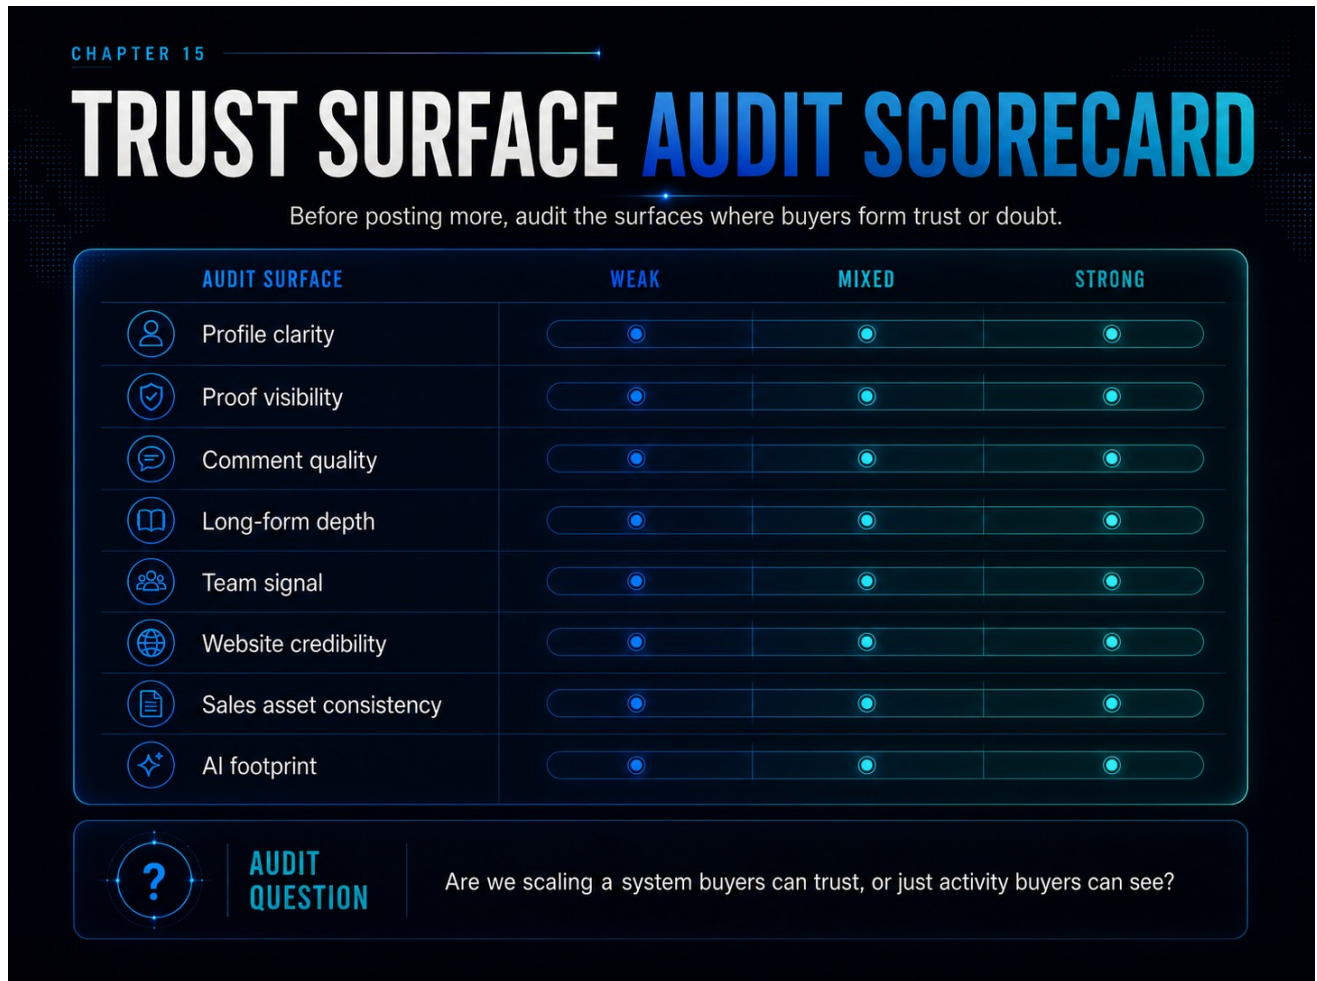 CHAPTER 15
TRUST SURFACE AUDIT SCORECARD
Before posting more, audit the surfaces where buyers form trust or doubt.
AUDIT SURFACE WEAK MIXED STRONG
Profile clarity
Proof visibility
Comment quality
Long-form depth
Team signal
Website credibility
Sales asset consistency
AI footprint
?
AUDIT
QUESTION
Are we scaling a system buyers can trust, or just activity buyers can see?